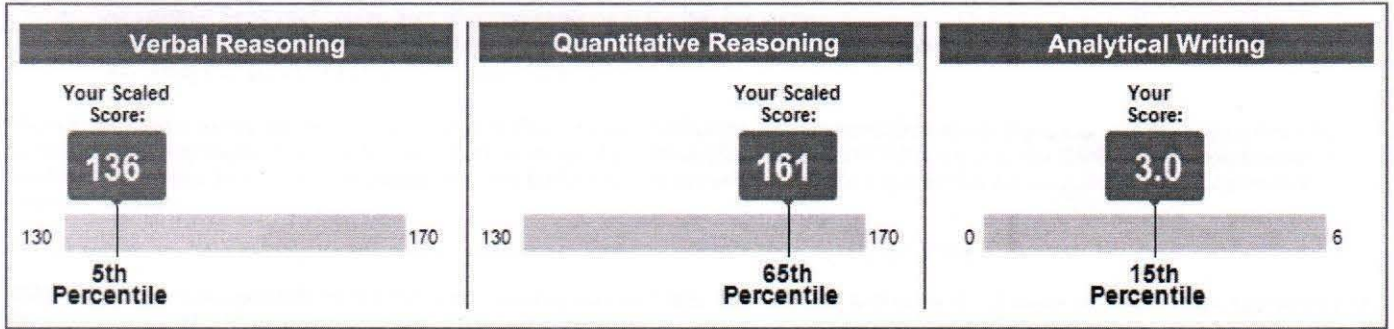 Verbal Reasoning
Your Scaled
Score:
136
130
170
5th
Percentile
Quantitative Reasoning
Your Scaled
Score:
161
130
170
65th
Percentile
Analytical Writing
Your
Score:
3.0
0
6
15th
Percentile